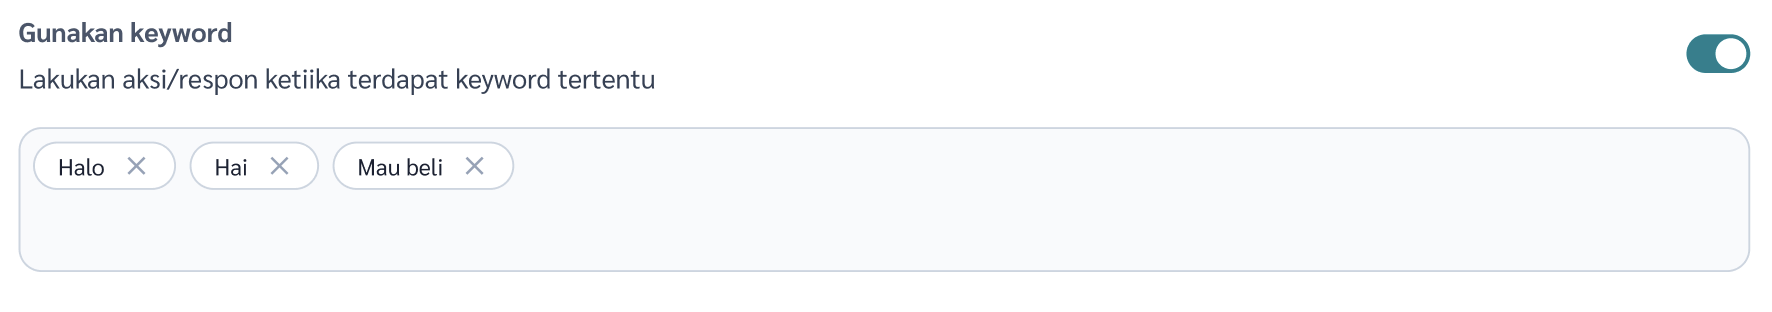 Gunakan keyword
Lakukan aksi/respon ketiika terdapat keyword tertentu
Halo
Hai
Mau beli